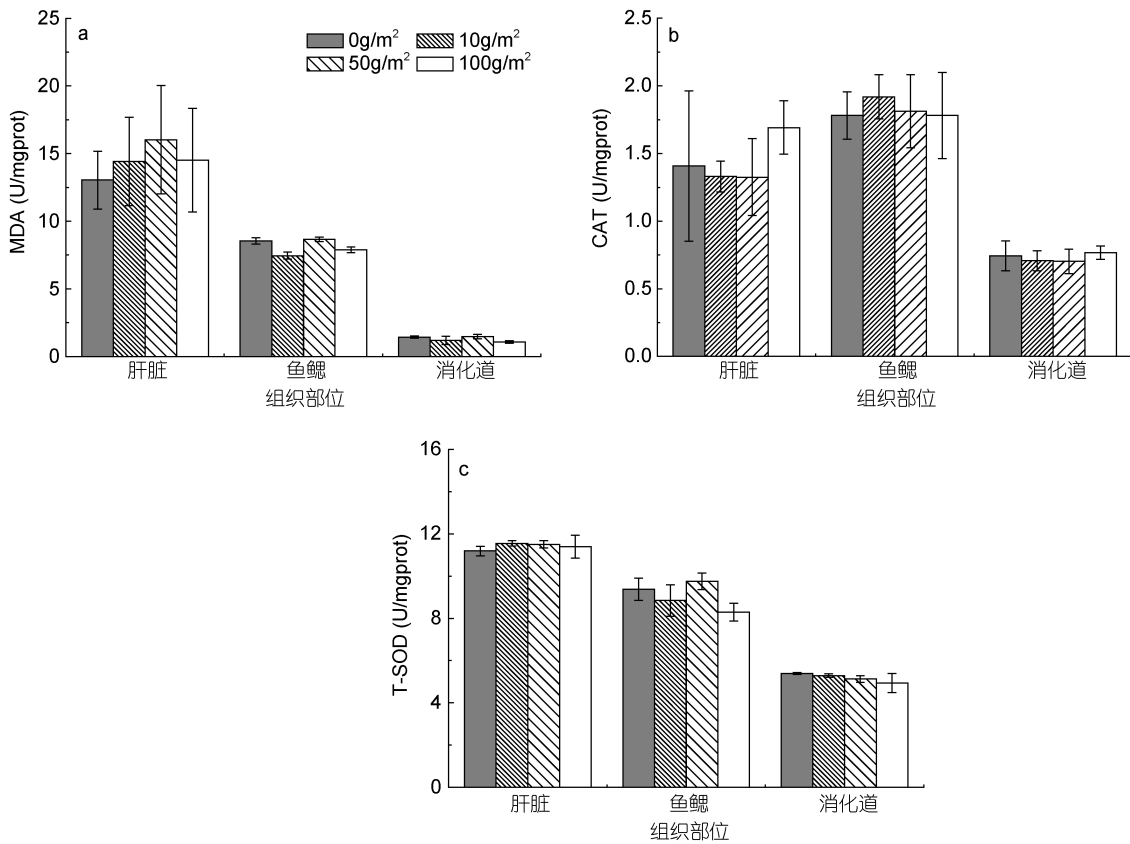 a
0g/m² 10g/m²
50g/m² 100g/m²
25
20
15
10
5
0
MDA (U/mgprot)
肝脏 鱼鳃 消化道
组织部位
b
2.5
2.0
1.5
1.0
0.5
0.0
CAT (U/mgprot)
肝脏 鱼鳃 消化道
组织部位
c
16
12
8
4
0
T-SOD (U/mgprot)
肝脏 鱼鳃 消化道
组织部位